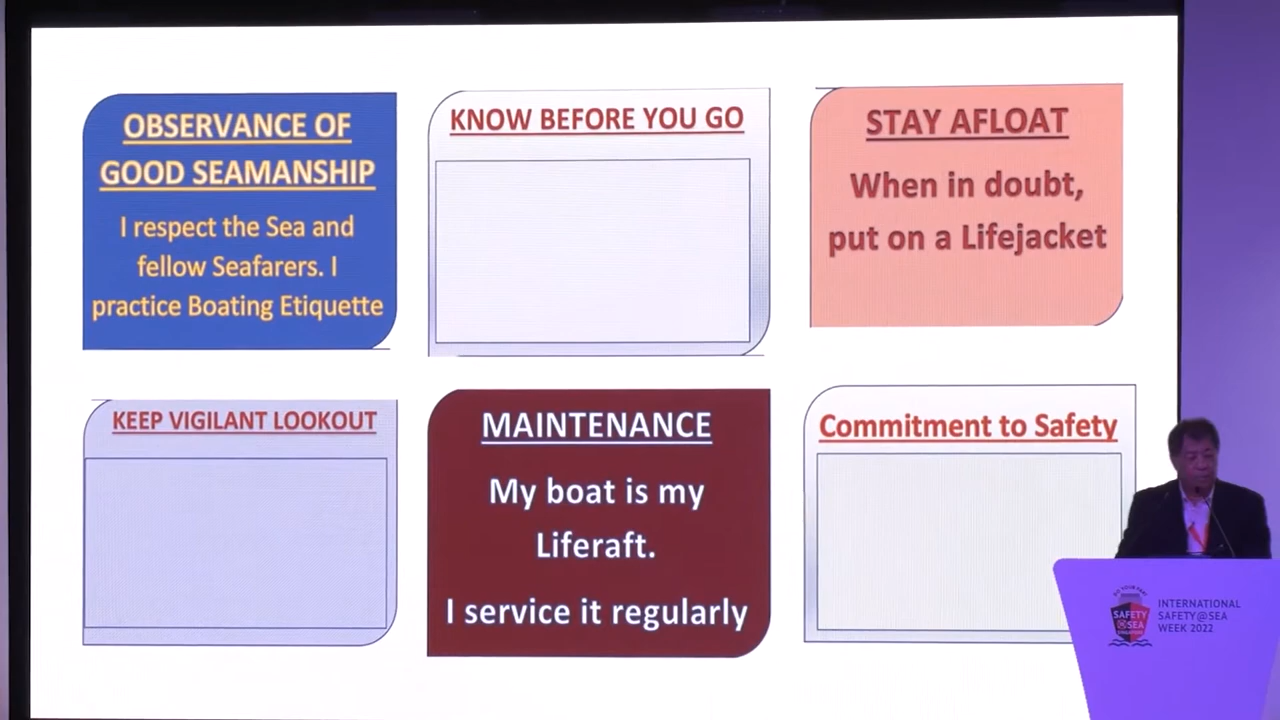 OBSERVANCE OF
GOOD SEAMANSHIP
I respect the Sea and
fellow Seafarers. I
practice Boating Etiquette
KNOW BEFORE YOU GO
STAY AFLOAT
When in doubt,
put on a Lifejacket
KEEP VIGILANT LOOKOUT
MAINTENANCE
My boat is my
Liferaft.
I service it regularly
Commitment to Safety
SAFETY
@SEA
INTERNATIONAL
SAFETY@SEA
WEEK 2022